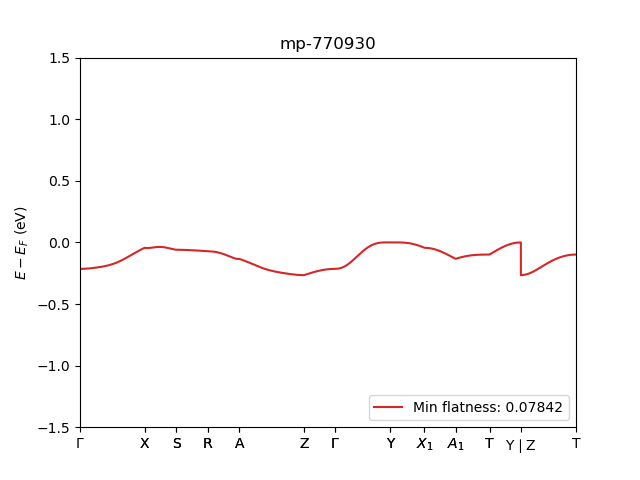 mp-770930
1.5
1.0
0.5
0.0
−0.5
−1.0
−1.5
E − E_F (eV)
Min flatness: 0.07842
Γ X S R A Z Γ Y X₁ A₁ T Y | Z T